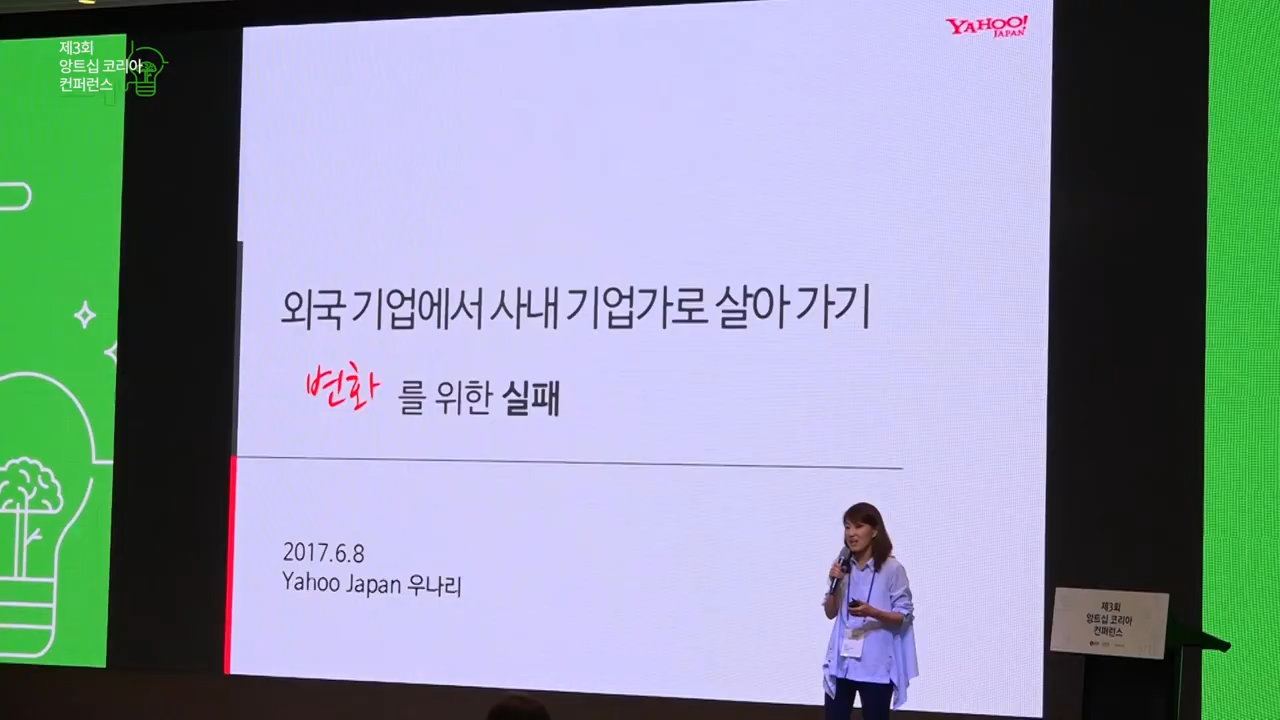 제3회
앙트십 코리아
컨퍼런스
YAHOO!
JAPAN
외국 기업에서 사내 기업가로 살아 가기
변화 를 위한 실패
2017.6.8
Yahoo Japan 우나리
제3회
앙트십 코리아
컨퍼런스